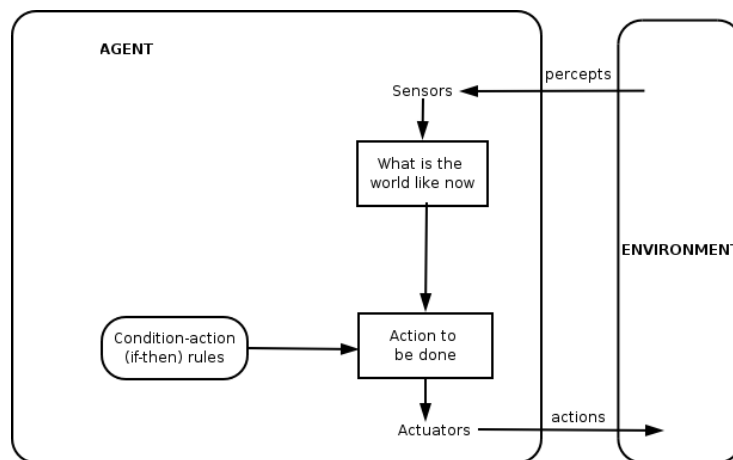 AGENT
percepts
Sensors
What is the
world like now
ENVIRONMENT
Condition-action
(if-then) rules
Action to
be done
actions
Actuators